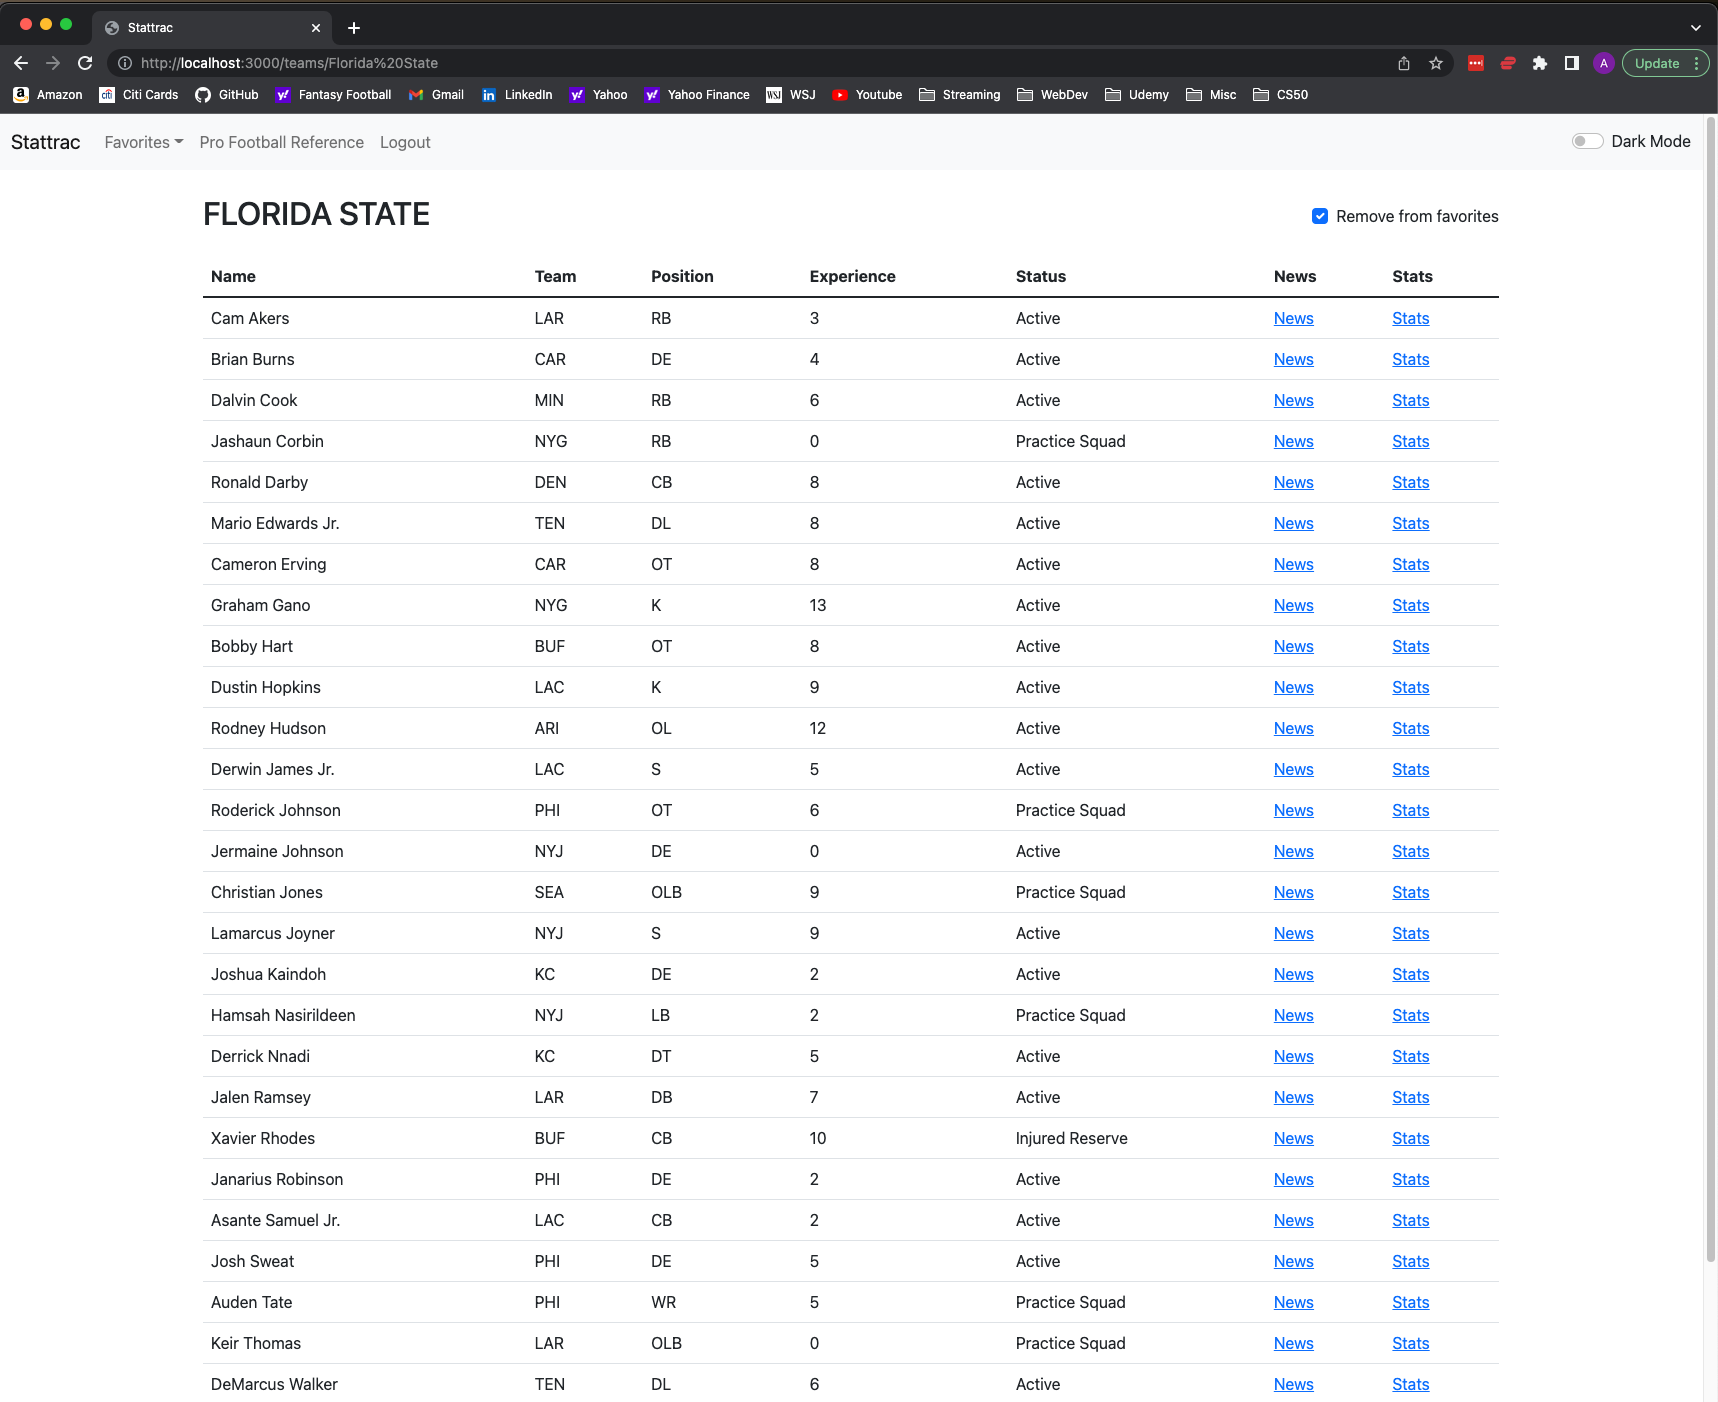 Stattrac
http://localhost:3000/teams/Florida%20State A Update
Amazon Citi Cards GitHub Fantasy Football Gmail LinkedIn Yahoo Yahoo Finance WSJ Youtube Streaming WebDev Udemy Misc CS50
Stattrac Favorites Pro Football Reference Logout Dark Mode
FLORIDA STATE Remove from favorites
Name Team Position Experience Status News Stats
Cam Akers LAR RB 3 Active News Stats
Brian Burns CAR DE 4 Active News Stats
Dalvin Cook MIN RB 6 Active News Stats
Jashaun Corbin NYG RB 0 Practice Squad News Stats
Ronald Darby DEN CB 8 Active News Stats
Mario Edwards Jr. TEN DL 8 Active News Stats
Cameron Erving CAR OT 8 Active News Stats
Graham Gano NYG K 13 Active News Stats
Bobby Hart BUF OT 8 Active News Stats
Dustin Hopkins LAC K 9 Active News Stats
Rodney Hudson ARI OL 12 Active News Stats
Derwin James Jr. LAC S 5 Active News Stats
Roderick Johnson PHI OT 6 Practice Squad News Stats
Jermaine Johnson NYJ DE 0 Active News Stats
Christian Jones SEA OLB 9 Practice Squad News Stats
Lamarcus Joyner NYJ S 9 Active News Stats
Joshua Kaindoh KC DE 2 Active News Stats
Hamsah Nasirildeen NYJ LB 2 Practice Squad News Stats
Derrick Nnadi KC DT 5 Active News Stats
Jalen Ramsey LAR DB 7 Active News Stats
Xavier Rhodes BUF CB 10 Injured Reserve News Stats
Janarius Robinson PHI DE 2 Active News Stats
Asante Samuel Jr. LAC CB 2 Active News Stats
Josh Sweat PHI DE 5 Active News Stats
Auden Tate PHI WR 5 Practice Squad News Stats
Keir Thomas LAR OLB 0 Practice Squad News Stats
DeMarcus Walker TEN DL 6 Active News Stats